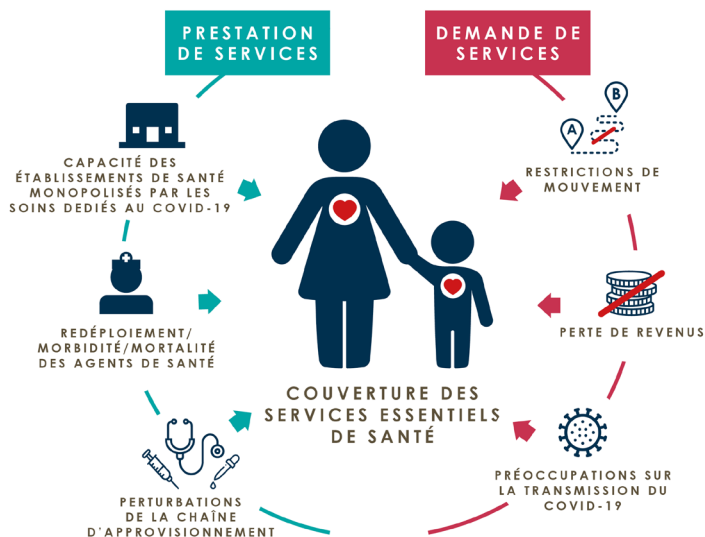 PRESTATION
DE SERVICES
DEMANDE DE
SERVICES
CAPACITÉ DES
ÉTABLISSEMENTS DE SANTÉ
MONOPOLISÉS PAR LES
SOINS DEDIÉS AU COVID-19
REDÉPLOIEMENT/
MORBIDITÉ/MORTALITÉ
DES AGENTS DE SANTÉ
PERTURBATIONS
DE LA CHAÎNE
D'APPROVISIONNEMENT
COUVERTURE DES
SERVICES ESSENTIELS
DE SANTÉ
A
B
RESTRICTIONS DE
MOUVEMENT
PERTE DE REVENUS
PRÉOCCUPATIONS SUR
LA TRANSMISSION DU
COVID-19